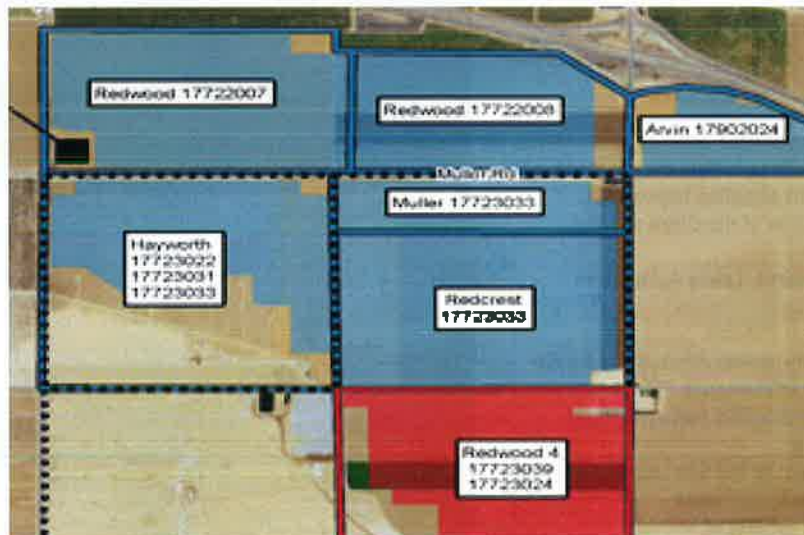 Redwood 17722007
Redwood 17722008
Arvin 17902024
Muller Rd
Muller 17723033
Hayworth
17723022
17723031
17723033
Redcrest
17723033
Redwood 4
17723039
17723024